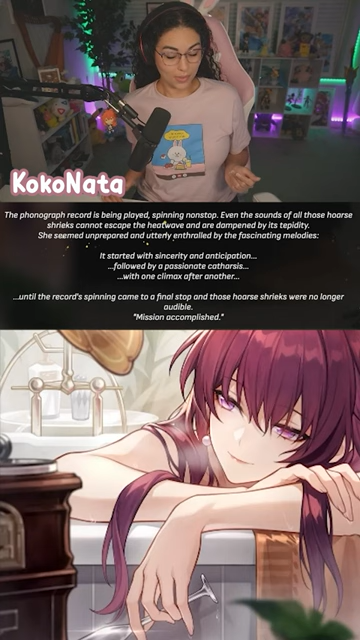 KokoNata
The phonograph record is being played, spinning nonstop. Even the sounds of all those hoarse
shrieks cannot escape the heatwave and are dampened by its tepidity.
She seemed unprepared and utterly enthralled by the fascinating melodies:
It started with sincerity and anticipation...
...followed by a passionate catharsis...
...with one climax after another...
...until the record's spinning came to a final stop and those hoarse shrieks were no longer
audible.
"Mission accomplished."